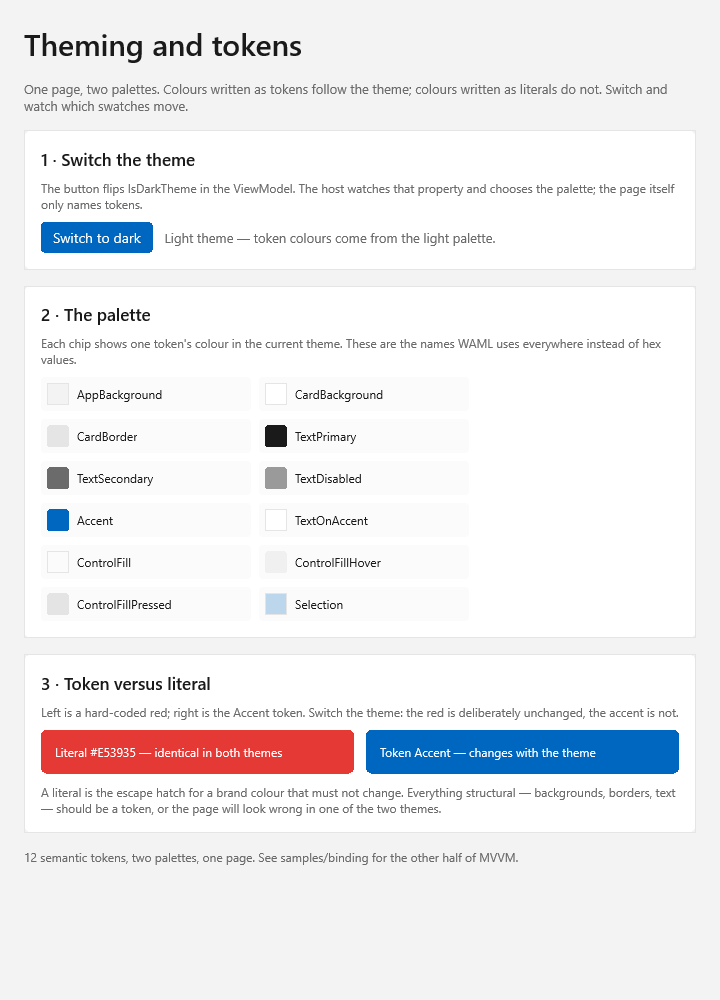 Theming and tokens
One page, two palettes. Colours written as tokens follow the theme; colours written as literals do not. Switch and
watch which swatches move.
1 · Switch the theme
The button flips IsDarkTheme in the ViewModel. The host watches that property and chooses the palette; the page itself
only names tokens.
Switch to dark
Light theme — token colours come from the light palette.
2 · The palette
Each chip shows one token's colour in the current theme. These are the names WAML uses everywhere instead of hex
values.
AppBackground
CardBackground
CardBorder
TextPrimary
TextSecondary
TextDisabled
Accent
TextOnAccent
ControlFill
ControlFillHover
ControlFillPressed
Selection
3 · Token versus literal
Left is a hard-coded red; right is the Accent token. Switch the theme: the red is deliberately unchanged, the accent is not.
Literal #E53935 — identical in both themes
Token Accent — changes with the theme
A literal is the escape hatch for a brand colour that must not change. Everything structural — backgrounds, borders, text
— should be a token, or the page will look wrong in one of the two themes.
12 semantic tokens, two palettes, one page. See samples/binding for the other half of MVVM.